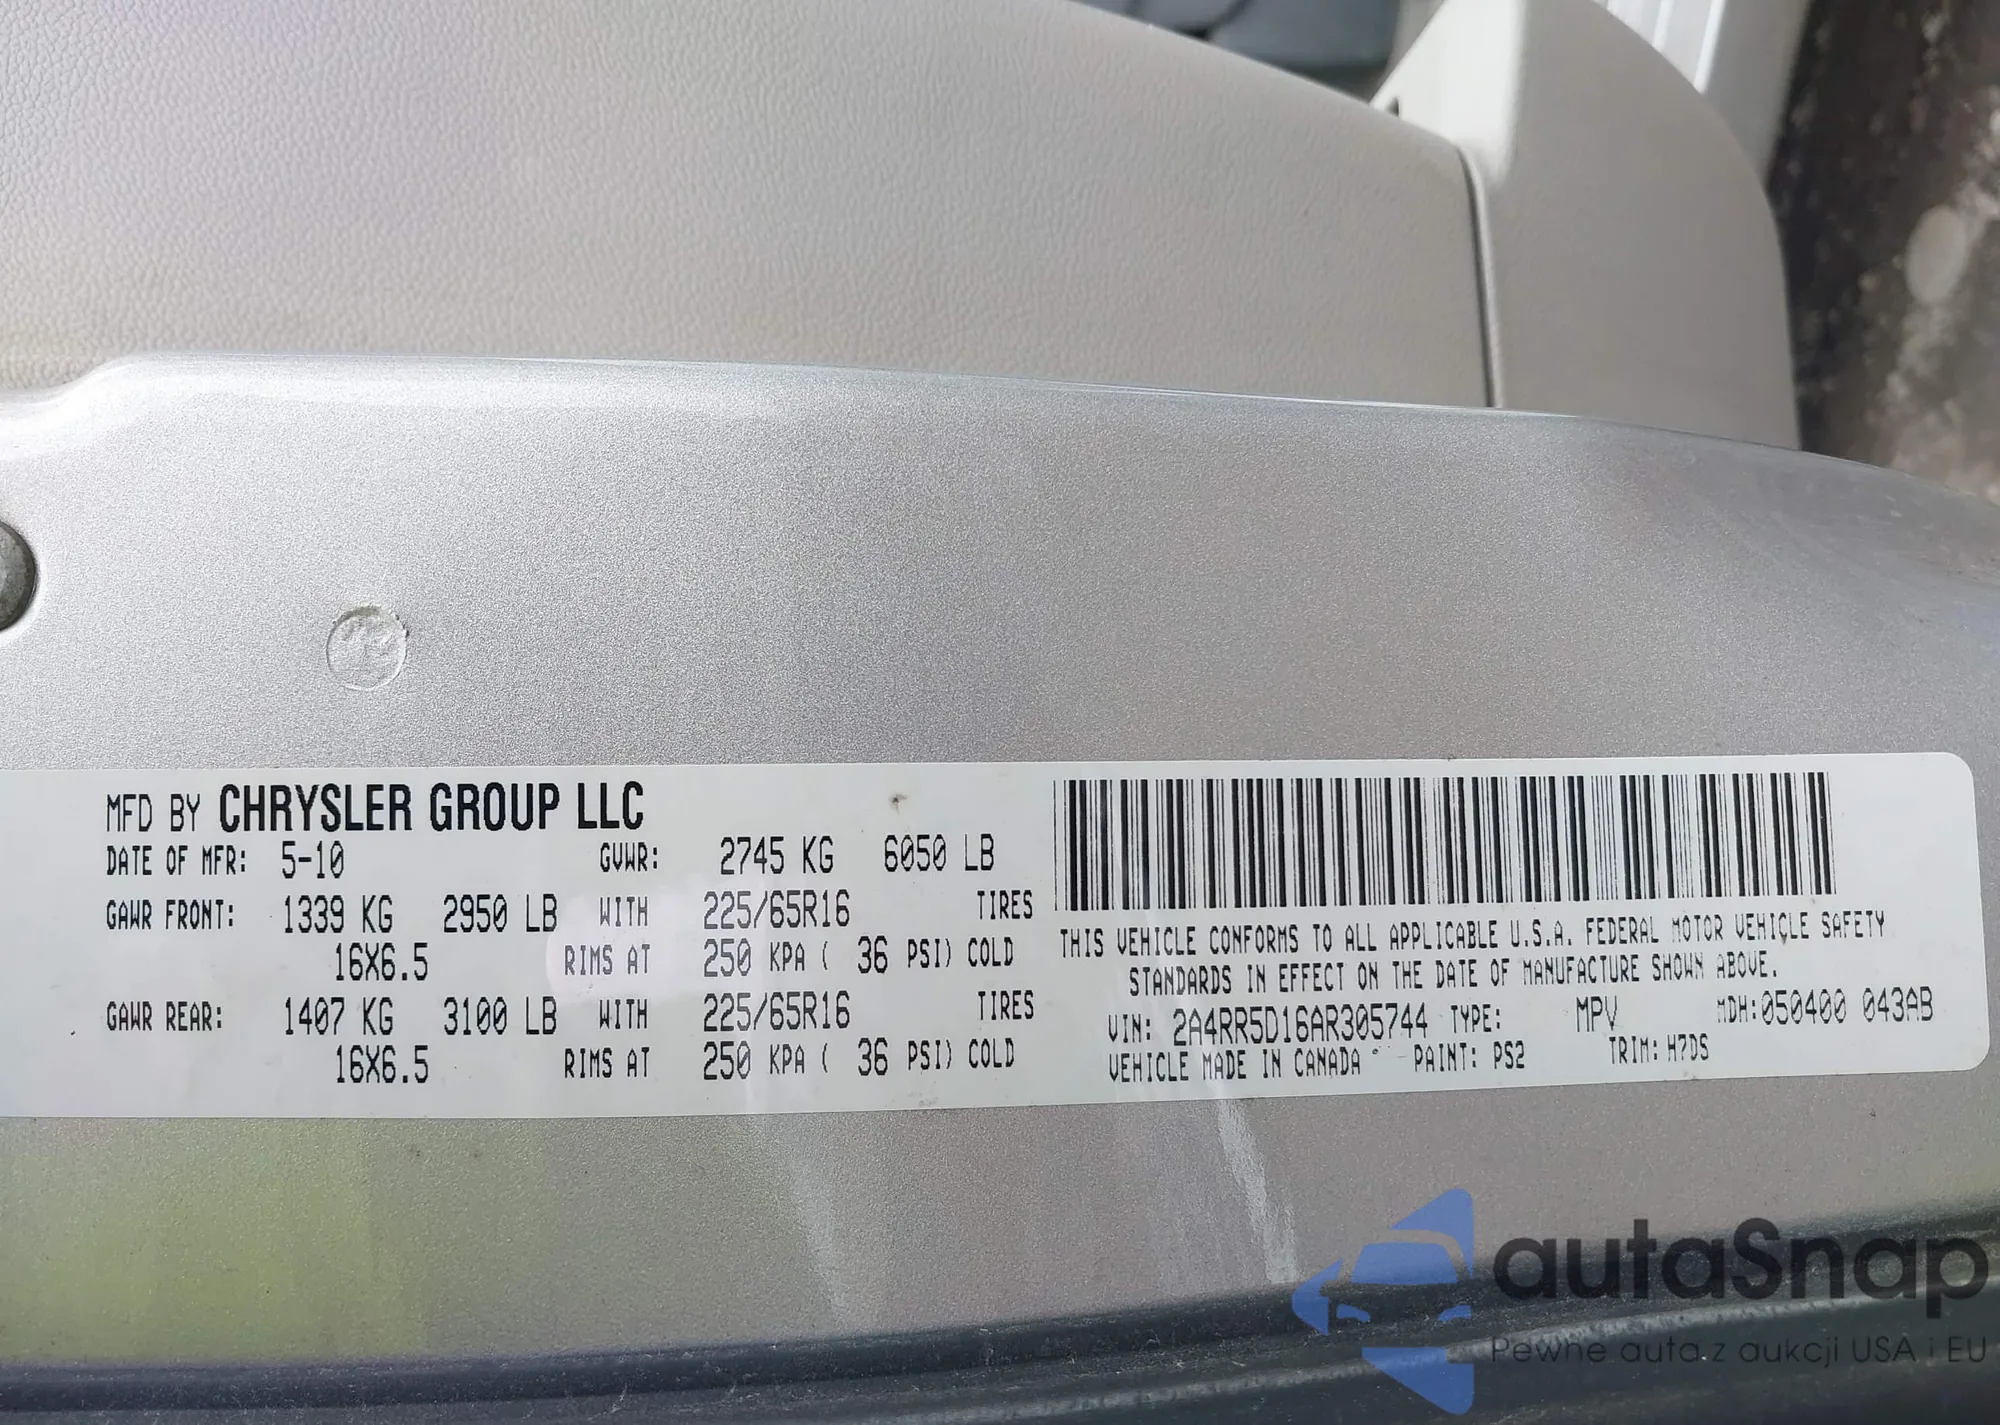 MFD BY CHRYSLER GROUP LLC
DATE OF MFR: 5-10 GVWR: 2745 KG 6050 LB
GAWR FRONT: 1339 KG 2950 LB WITH 225/65R16 TIRES
16X6.5 RIMS AT 250 KPA ( 36 PSI) COLD
GAWR REAR: 1407 KG 3100 LB WITH 225/65R16 TIRES
16X6.5 RIMS AT 250 KPA ( 36 PSI) COLD
THIS VEHICLE CONFORMS TO ALL APPLICABLE U.S.A. FEDERAL MOTOR VEHICLE SAFETY
STANDARDS IN EFFECT ON THE DATE OF MANUFACTURE SHOWN ABOVE.
VIN: 2A4RR5D16AR305744 TYPE: MPV MDH:050400 043AB
VEHICLE MADE IN CANADA PAINT: PS2 TRIM: H7DS
autaSnap
Pewne auta z aukcji USA i EU